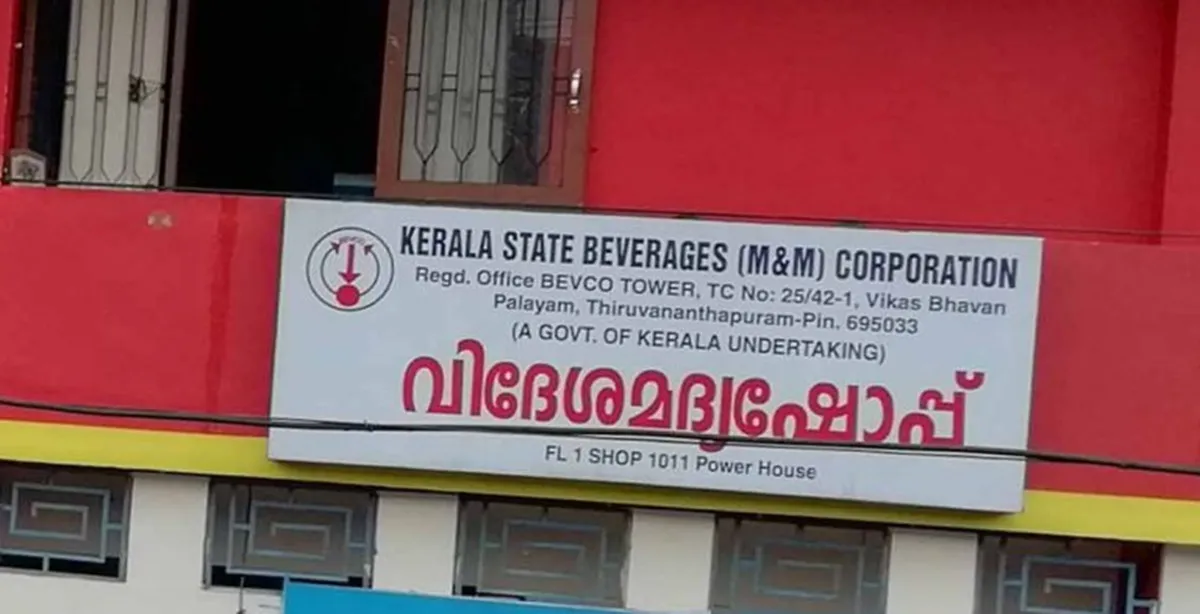 BEVCO
KERALA STATE BEVERAGES (M&M) CORPORATION
Regd. Office BEVCO TOWER, TC No: 25/42-1, Vikas Bhavan
Palayam, Thiruvananthapuram-Pin. 695033
(A GOVT. OF KERALA UNDERTAKING)
വിദേശമദ്യഷോപ്പ്
FL 1 SHOP 1011 Power House